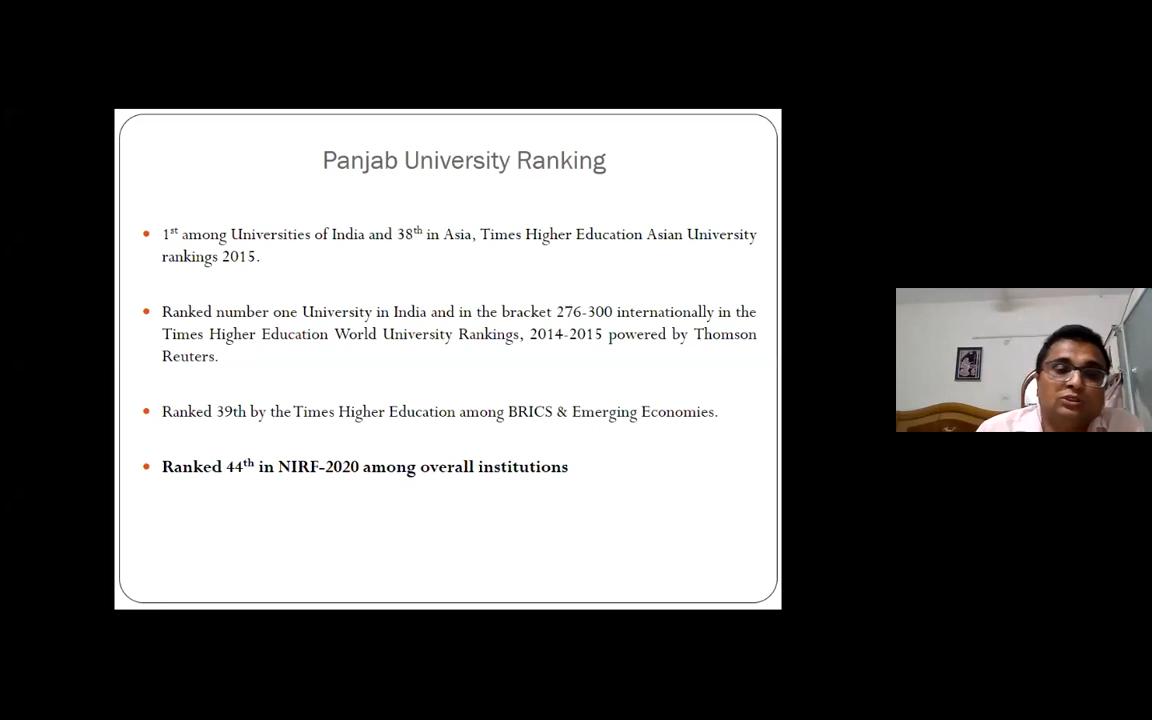 Panjab University Ranking
1st among Universities of India and 38th in Asia, Times Higher Education Asian University
rankings 2015.
Ranked number one University in India and in the bracket 276-300 internationally in the
Times Higher Education World University Rankings, 2014-2015 powered by Thomson
Reuters.
Ranked 39th by the Times Higher Education among BRICS & Emerging Economies.
Ranked 44th in NIRF-2020 among overall institutions